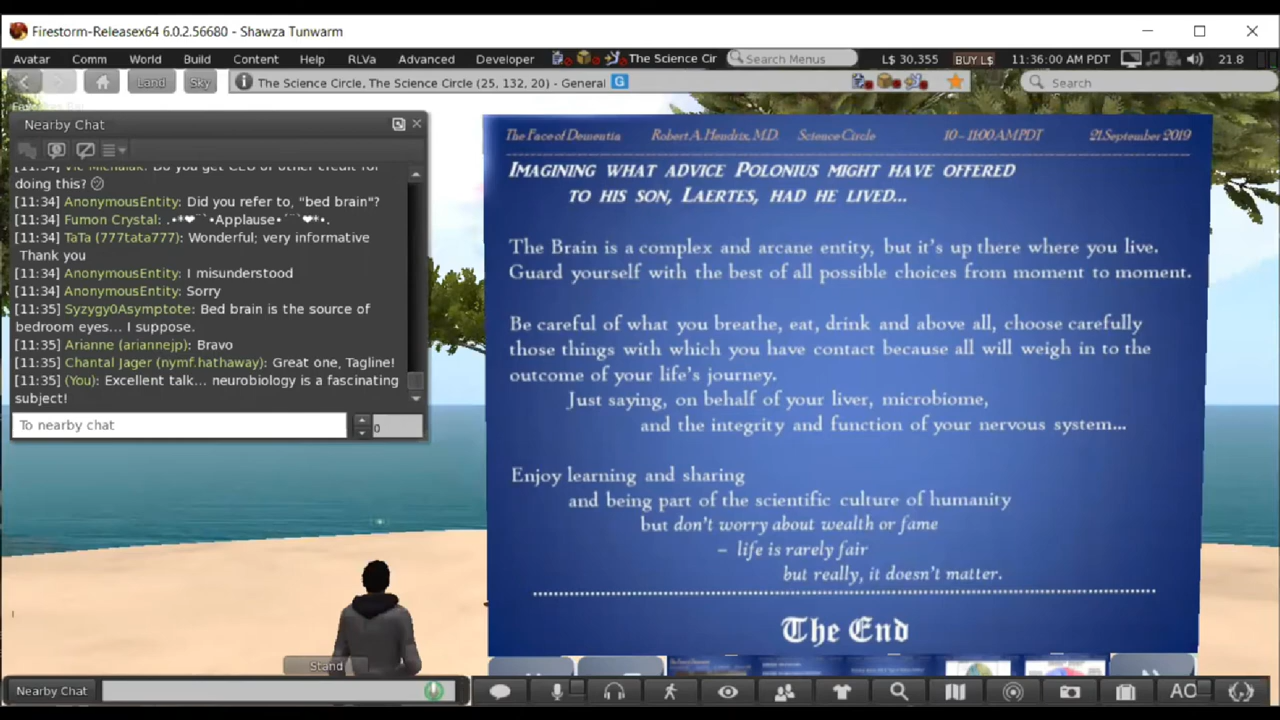 Firestorm-Releasex64 6.0.2.56680 - Shawza Tunwarm
Avatar Comm World Build Content Help RLVa Advanced Developer The Science Cir Search Menus L$ 30.355 BUY L$ 11:36:00 AM PDT 21.8
Land Sky The Science Circle, The Science Circle (25, 132, 20) - General G Search
Nearby Chat
doing this?
[11:34] AnonymousEntity: Did you refer to, "bed brain"?
[11:34] Fumon Crystal: .•*❤¨`•Applause•´¨`❤*•.
[11:34] TaTa (777tata777): Wonderful; very informative
Thank you
[11:34] AnonymousEntity: I misunderstood
[11:34] AnonymousEntity: Sorry
[11:35] Syzygy0Asymptote: Bed brain is the source of
bedroom eyes... I suppose.
[11:35] Arianne (ariannejp): Bravo
[11:35] Chantal Jager (nymf.hathaway): Great one, Tagline!
[11:35] (You): Excellent talk... neurobiology is a fascinating
subject!
To nearby chat
0
The Face of Dementia Robert A. Hendrix, M.D. Science Circle 10 - 11:00 AM PDT 21 September 2019
Imagining what advice Polonius might have offered
to his son, Laertes, had he lived...
The Brain is a complex and arcane entity, but it's up there where you live.
Guard yourself with the best of all possible choices from moment to moment.
Be careful of what you breathe, eat, drink and above all, choose carefully
those things with which you have contact because all will weigh in to the
outcome of your life's journey.
Just saying, on behalf of your liver, microbiome,
and the integrity and function of your nervous system...
Enjoy learning and sharing
and being part of the scientific culture of humanity
but don't worry about wealth or fame
– life is rarely fair
but really, it doesn't matter.
The End
Stand
Nearby Chat
AO